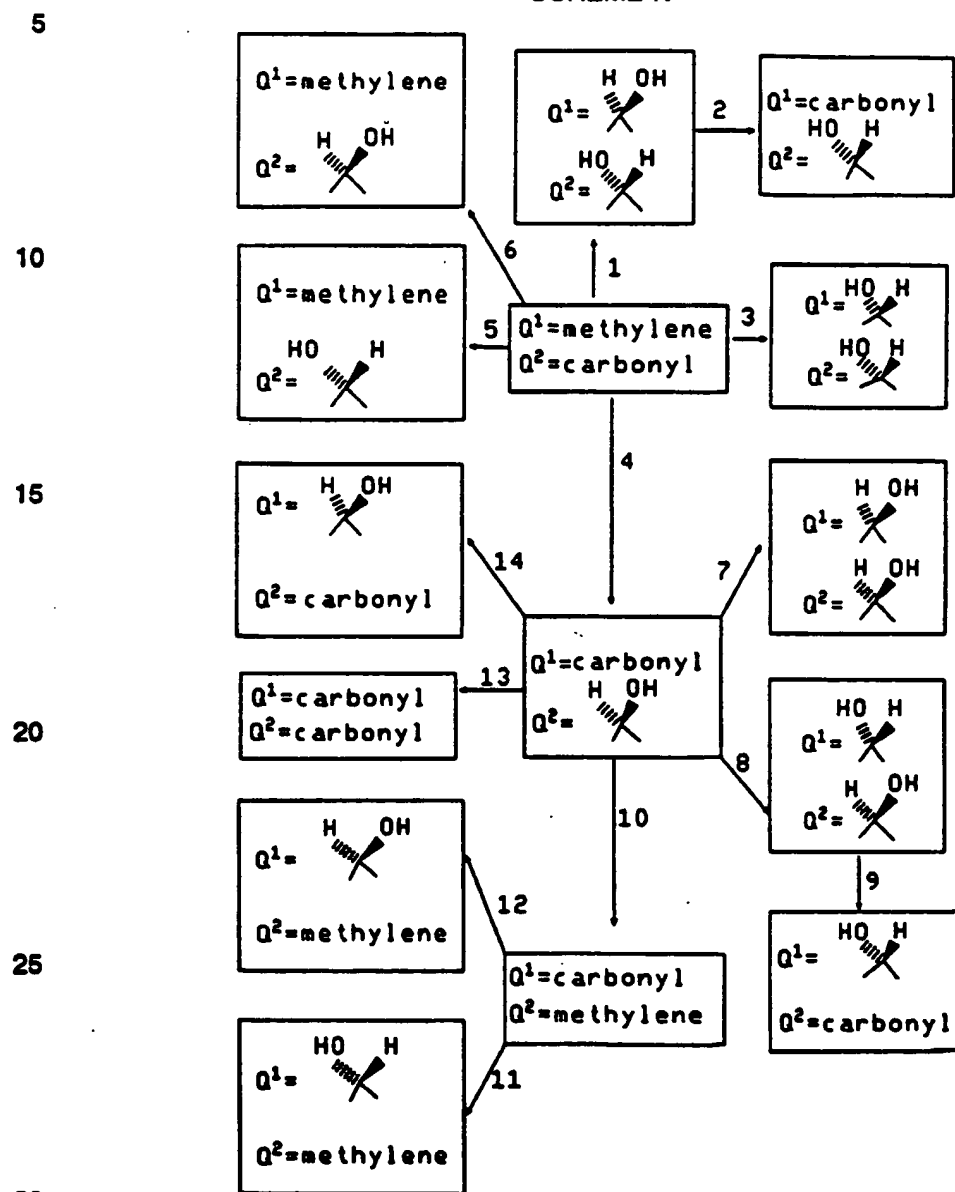 5
Q¹=methylene
H OH
Q²=
H OH
Q¹=
HO H
Q²=
2
Q¹=carbonyl
HO H
Q²=
10
6
1
Q¹=methylene
HO H
Q²=
5
Q¹=methylene
Q²=carbonyl
3
HO H
Q¹=
HO H
Q²=
4
15
H OH
Q¹=
Q²=carbonyl
14
7
H OH
Q¹=
H OH
Q²=
20
Q¹=carbonyl
Q²=carbonyl
13
Q¹=carbonyl
H OH
Q²=
8
HO H
Q¹=
H OH
Q²=
10
9
H OH
Q¹=
Q²=methylene
12
25
Q¹=carbonyl
Q²=methylene
HO H
Q¹=
Q²=carbonyl
HO H
Q¹=
Q²=methylene
11